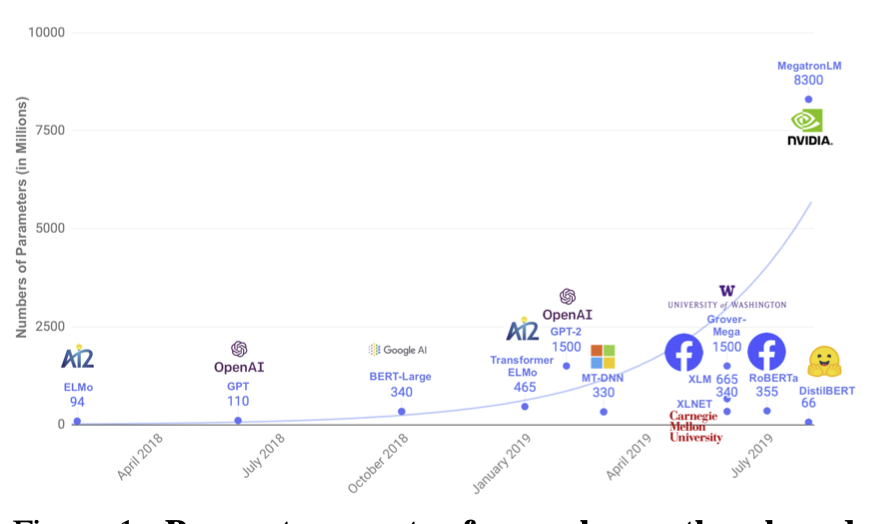 10000
MegatronLM
8300
7500
NVIDIA.
Numbers of Parameters (in Millions)
5000
W
UNIVERSITY of WASHINGTON
2500
OpenAI
GPT-2
1500
Grover-
Mega
1500
AI2
ELMo
94
OpenAI
GPT
110
Google AI
BERT-Large
340
AI2
Transformer
ELMo
465
MT-DNN
330
XLM 665
340
XLNET
Carnegie
Mellon
University
RoBERTa
355
DistilBERT
66
0
April 2018
July 2018
October 2018
January 2019
April 2019
July 2019